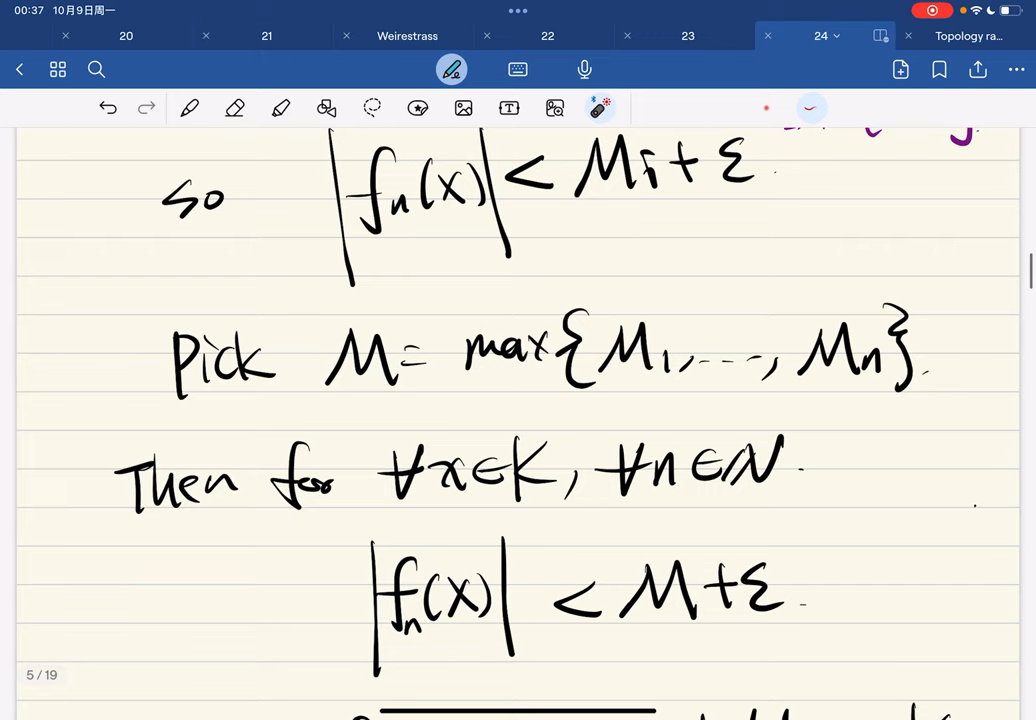 00:37 10月9日周一
20 21 Weirestrass 22 23 24 Topology ra...
so |fn(x)| < Mi + ε.
Pick M = max{M1, ..., Mn}.
Then for ∀x∈K, ∀n∈N.
|fn(x)| < M + ε.
5 / 19